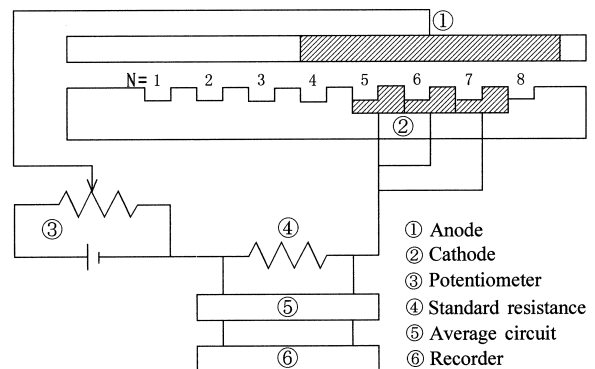 ①
N= 1 2 3 4 5 6 7 8
②
③
④
⑤
⑥
① Anode
② Cathode
③ Potentiometer
④ Standard resistance
⑤ Average circuit
⑥ Recorder